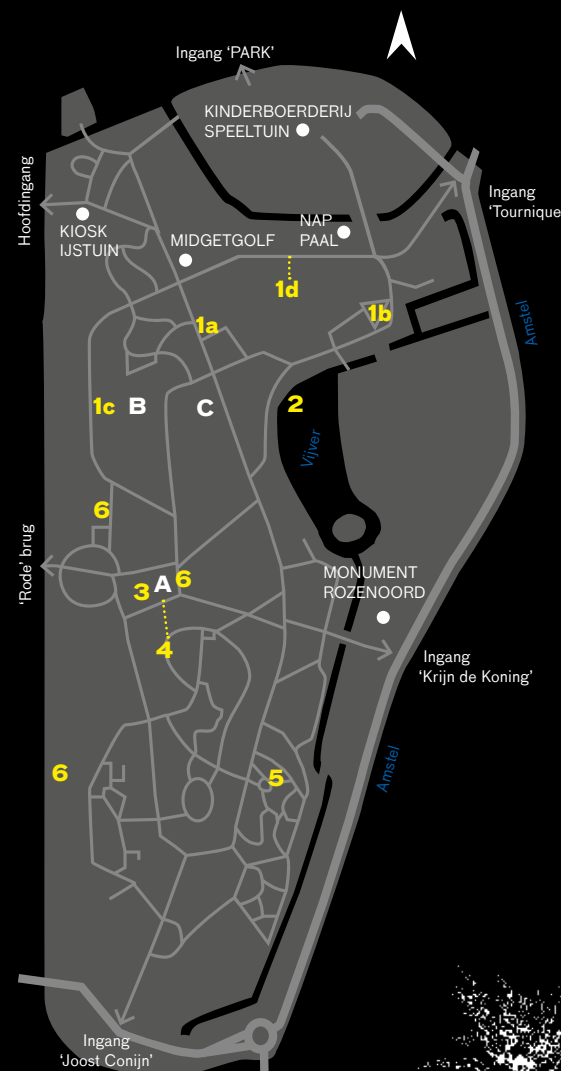 Ingang ‘PARK’
KINDERBOERDERIJ
SPEELTUIN
Hoofdingang
Ingang
‘Tournique
KIOSK
IJSTUIN
MIDGETGOLF
NAP
PAAL
1d
1a
1b
Amstel
1c
B
C
2
Vijver
6
‘Rode’ brug
3
A
6
MONUMENT
ROZENOORD
4
Ingang
‘Krijn de Koning’
6
5
Amstel
Ingang
‘Joost Conijn’